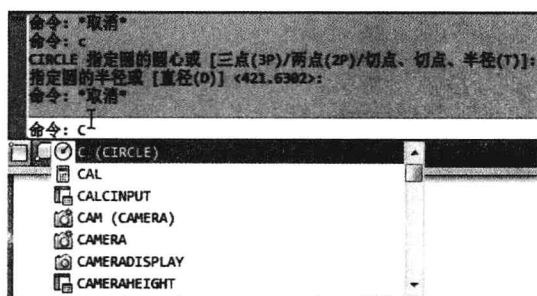 命令: *取消*
命令: c
CIRCLE 指定圆的圆心或 [三点(3P)/两点(2P)/切点、切点、半径(T)]:
指定圆的半径或 [直径(D)] <421.6302>:
命令: *取消*
命令: C
C (CIRCLE)
CAL
CALCINPUT
CAM (CAMERA)
CAMERA
CAMERADISPLAY
CAMERAHEIGHT